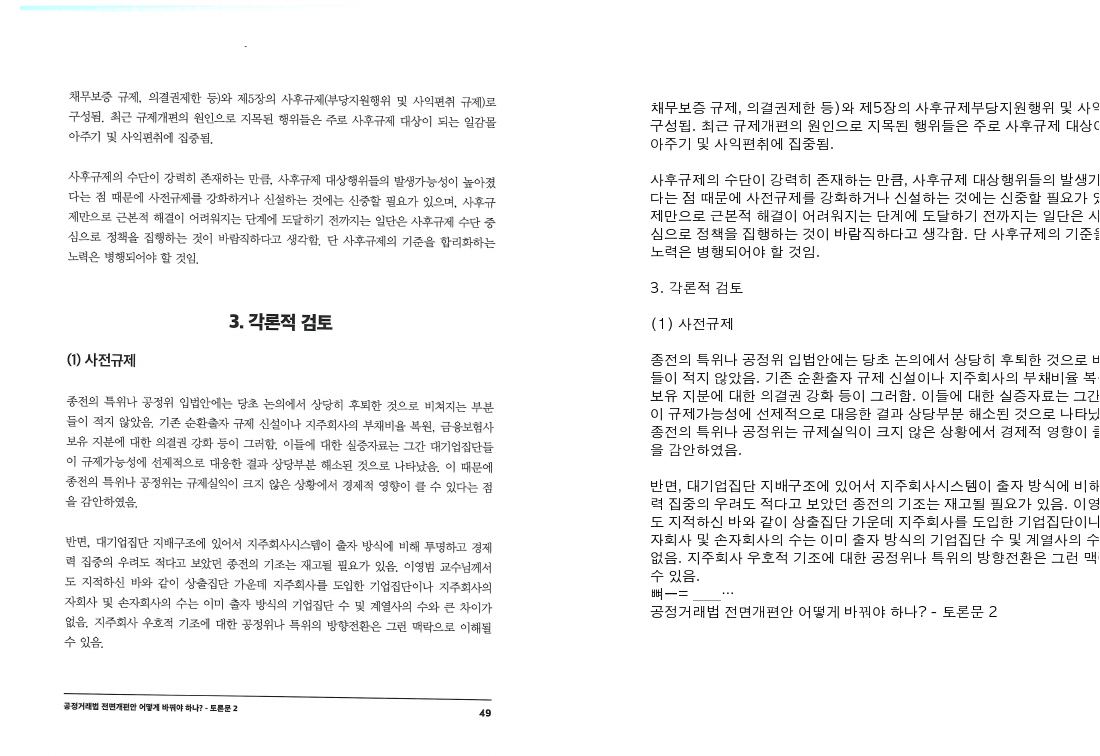 채무보증 규제, 의결권제한 등)와 제5장의 사후규제(부당지원행위 및 사익편취 규제)로
구성됨. 최근 규제개편의 원인으로 지목된 행위들은 주로 사후규제 대상이 되는 일감몰
아주기 및 사익편취에 집중됨.
사후규제의 수단이 강력히 존재하는 만큼, 사후규제 대상행위들의 발생가능성이 높아졌
다는 점 때문에 사전규제를 강화하거나 신설하는 것에는 신중할 필요가 있으며, 사후규
제만으로 근본적 해결이 어려워지는 단계에 도달하기 전까지는 일단은 사후규제 수단 중
심으로 정책을 집행하는 것이 바람직하다고 생각함. 단 사후규제의 기준을 합리화하는
노력은 병행되어야 할 것임.
3. 각론적 검토
(1) 사전규제
종전의 특위나 공정위 입법안에는 당초 논의에서 상당히 후퇴한 것으로 비쳐지는 부분
들이 적지 않았음. 기존 순환출자 규제 신설이나 지주회사의 부채비율 복원, 금융보험사
보유 지분에 대한 의결권 강화 등이 그러함. 이들에 대한 실증자료는 그간 대기업집단들
이 규제가능성에 선제적으로 대응한 결과 상당부분 해소된 것으로 나타났음. 이 때문에
종전의 특위나 공정위는 규제실익이 크지 않은 상황에서 경제적 영향이 클 수 있다는 점
을 감안하였음.
반면, 대기업집단 지배구조에 있어서 지주회사시스템이 출자 방식에 비해 투명하고 경제
력 집중의 우려도 적다고 보았던 종전의 기조는 재고될 필요가 있음. 이영범 교수님께서
도 지적하신 바와 같이 상출집단 가운데 지주회사를 도입한 기업집단이나 지주회사의
자회사 및 손자회사의 수는 이미 출자 방식의 기업집단 수 및 계열사의 수와 큰 차이가
없음. 지주회사 우호적 기조에 대한 공정위나 특위의 방향전환은 그런 맥락으로 이해될
수 있음.
공정거래법 전면개편안 어떻게 바꿔야 하나? - 토론문 2
49
채무보증 규제, 의결권제한 등)와 제5장의 사후규제부당지원행위 및 사익
구성됩. 최근 규제개편의 원인으로 지목된 행위들은 주로 사후규제 대상이
아주기 및 사익편취에 집중됨.
사후규제의 수단이 강력히 존재하는 만큼, 사후규제 대상행위들의 발생기
다는 점 때문에 사전규제를 강화하거나 신설하는 것에는 신중할 필요가 있
제만으로 근본적 해결이 어려워지는 단계에 도달하기 전까지는 일단은 사
심으로 정책을 집행하는 것이 바람직하다고 생각함. 단 사후규제의 기준을
노력은 병행되어야 할 것임.
3. 각론적 검토
(1) 사전규제
종전의 특위나 공정위 입법안에는 당초 논의에서 상당히 후퇴한 것으로 비
들이 적지 않았음. 기존 순환출자 규제 신설이나 지주회사의 부채비율 복
보유 지분에 대한 의결권 강화 등이 그러함. 이들에 대한 실증자료는 그간
이 규제가능성에 선제적으로 대응한 결과 상당부분 해소된 것으로 나타났
종전의 특위나 공정위는 규제실익이 크지 않은 상황에서 경제적 영향이 클
을 감안하였음.
반면, 대기업집단 지배구조에 있어서 지주회사시스템이 출자 방식에 비해
력 집중의 우려도 적다고 보았던 종전의 기조는 재고될 필요가 있음. 이영
도 지적하신 바와 같이 상출집단 가운데 지주회사를 도입한 기업집단이나
자회사 및 손자회사의 수는 이미 출자 방식의 기업집단 수 및 계열사의 수
없음. 지주회사 우호적 기조에 대한 공정위나 특위의 방향전환은 그런 맥
수 있음.
뼈ㅡ= ___…
공정거래법 전면개편안 어떻게 바꿔야 하나? - 토론문 2